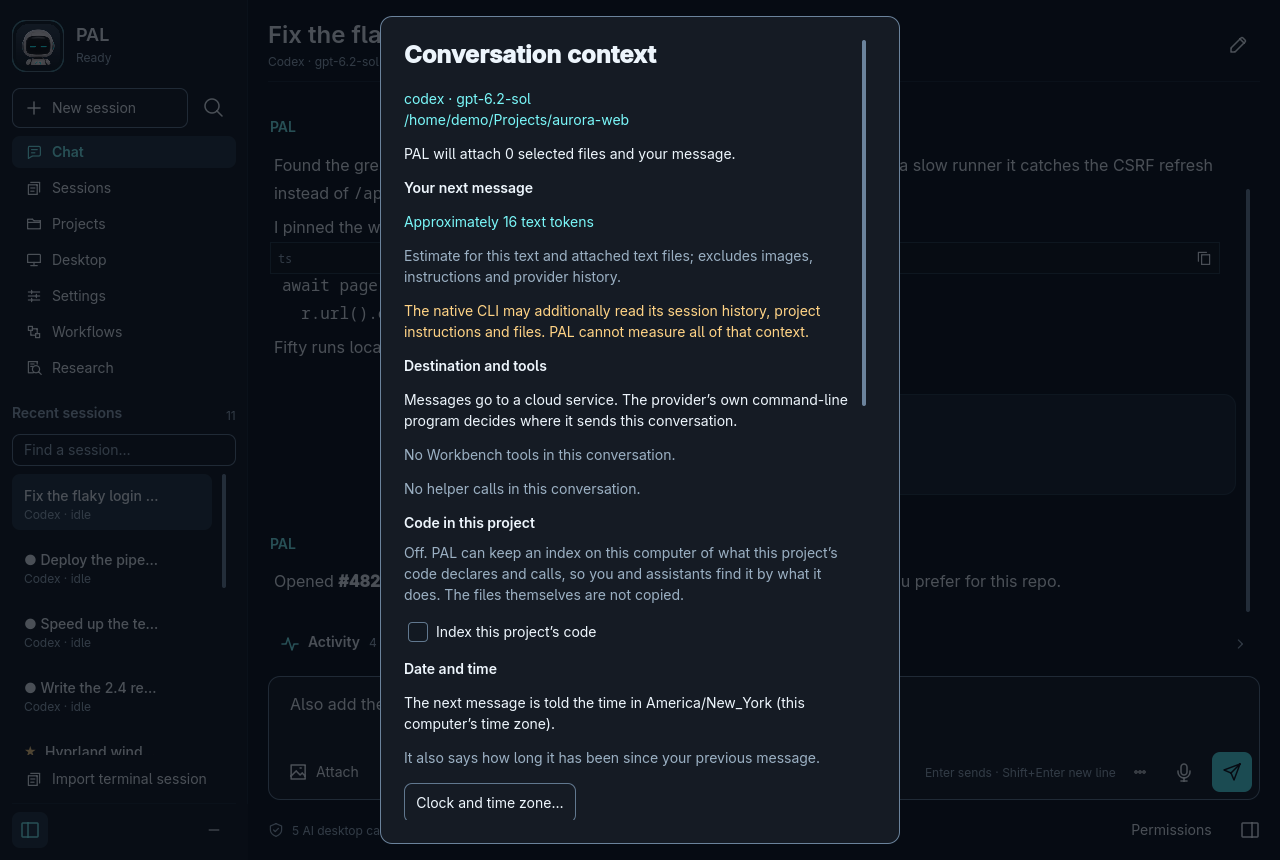 PAL
Ready
New session
Chat
Sessions
Projects
Desktop
Settings
Workflows
Research
Recent sessions
11
Find a session...
Fix the flaky login ...
Codex · idle
Deploy the pipe...
Codex · idle
Speed up the te...
Codex · idle
Write the 2.4 re...
Codex · idle
Hyprland wind
Import terminal session
5 AI desktop ca
Fix the fla
Codex · gpt-6.2-sol
PAL
Found the gre
a slow runner it catches the CSRF refresh
instead of /ap
I pinned the w
ts
await page
r.url().
Fifty runs loca
PAL
Opened #482
u prefer for this repo.
Activity 4
Also add the
Attach
Enter sends · Shift+Enter new line
Permissions
Conversation context
codex · gpt-6.2-sol
/home/demo/Projects/aurora-web
PAL will attach 0 selected files and your message.
Your next message
Approximately 16 text tokens
Estimate for this text and attached text files; excludes images,
instructions and provider history.
The native CLI may additionally read its session history, project
instructions and files. PAL cannot measure all of that context.
Destination and tools
Messages go to a cloud service. The provider’s own command-line
program decides where it sends this conversation.
No Workbench tools in this conversation.
No helper calls in this conversation.
Code in this project
Off. PAL can keep an index on this computer of what this project’s
code declares and calls, so you and assistants find it by what it
does. The files themselves are not copied.
Index this project’s code
Date and time
The next message is told the time in America/New_York (this
computer’s time zone).
It also says how long it has been since your previous message.
Clock and time zone...